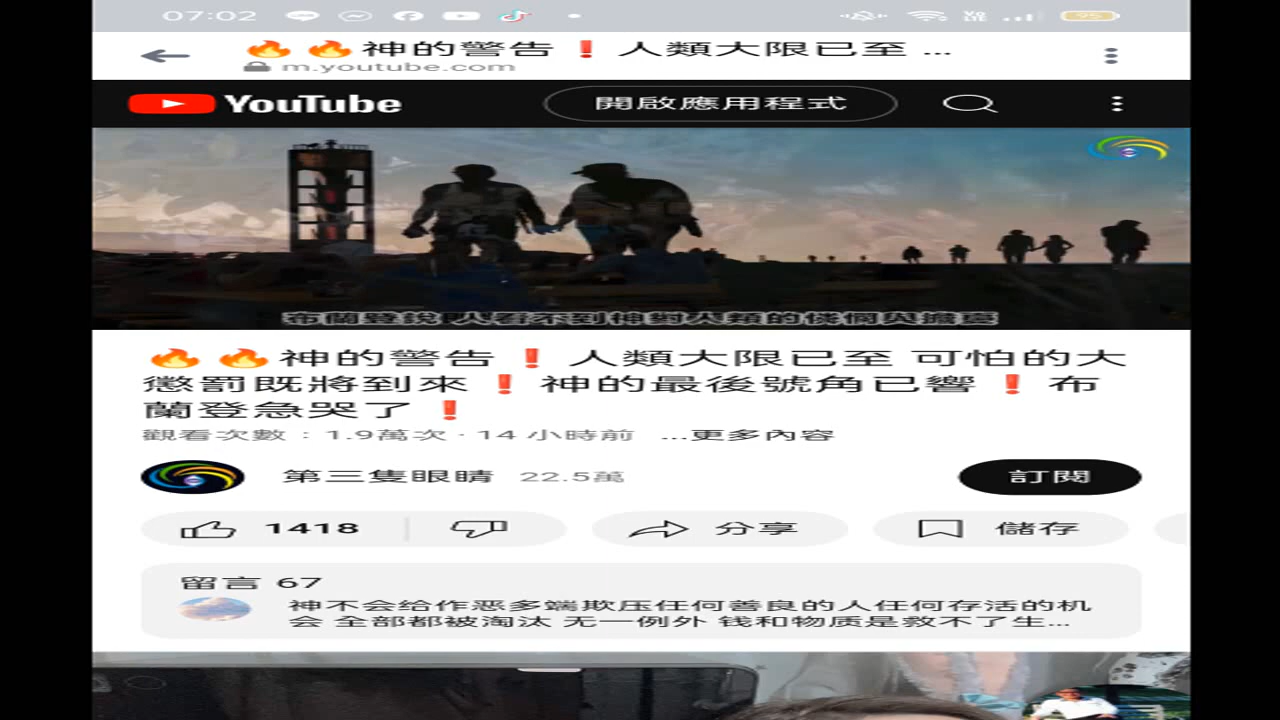 07:02
VO LTE
95
🔥🔥神的警告❗人類大限已至 ...
m.youtube.com
YouTube
開啟應用程式
布蘭登說 人看不到神對人類的
🔥🔥神的警告❗人類大限已至 可怕的大
懲罰既將到來❗神的最後號角已響❗布
蘭登急哭了❗
觀看次數：1.9萬次 · 14 小時前 ...更多內容
第三隻眼睛 22.5萬
訂閱
1418
分享
儲存
留言 67
神不会给作恶多端欺压任何善良的人任何存活的机
会 全部都被淘汰 无一例外 钱和物质是救不了生...